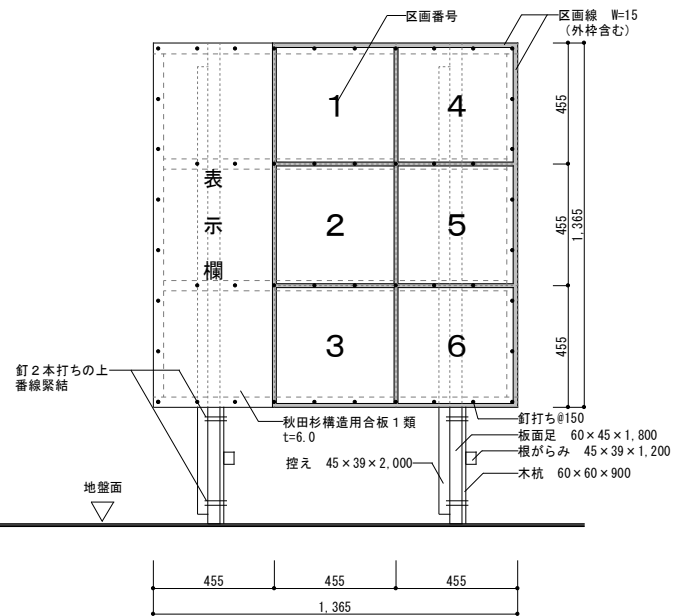 区画番号
区画線 W=15
(外枠含む)
1
4
455
表示欄
2
5
455
1,365
3
6
455
釘２本打ちの上
番線緊結
秋田杉構造用合板１類
t=6.0
釘打ち@150
板面足 60×45×1,800
根がらみ 45×39×1,200
木杭 60×60×900
控え 45×39×2,000
地盤面
455
455
455
1,365